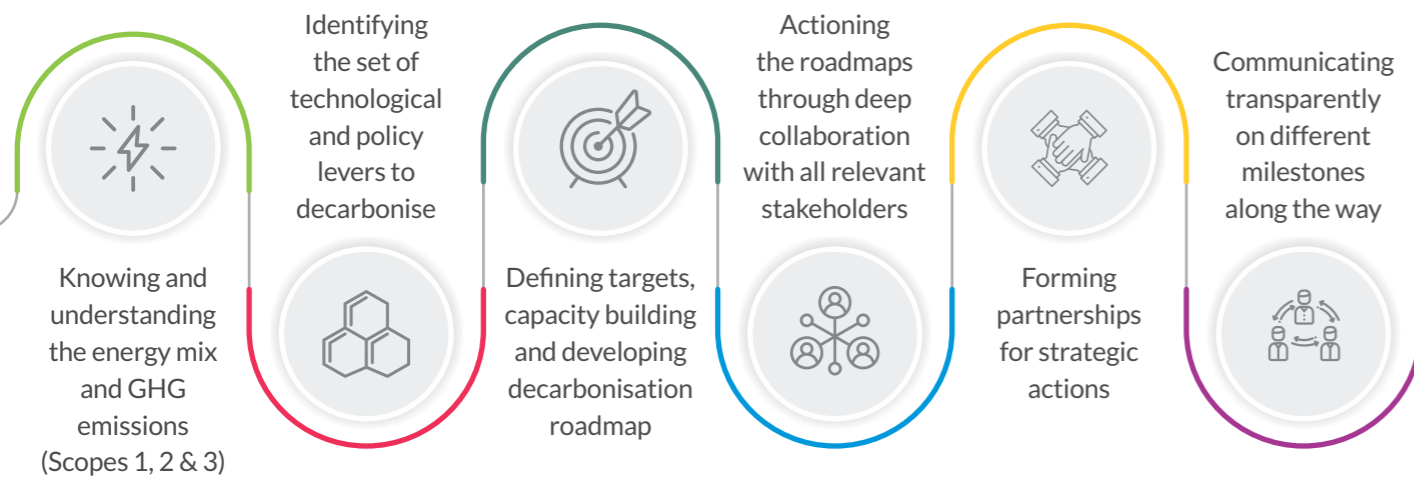 Knowing and
understanding
the energy mix
and GHG
emissions
(Scopes 1, 2 & 3)
Identifying
the set of
technological
and policy
levers to
decarbonise
Defining targets,
capacity building
and developing
decarbonisation
roadmap
Actioning
the roadmaps
through deep
collaboration
with all relevant
stakeholders
Forming
partnerships
for strategic
actions
Communicating
transparently
on different
milestones
along the way